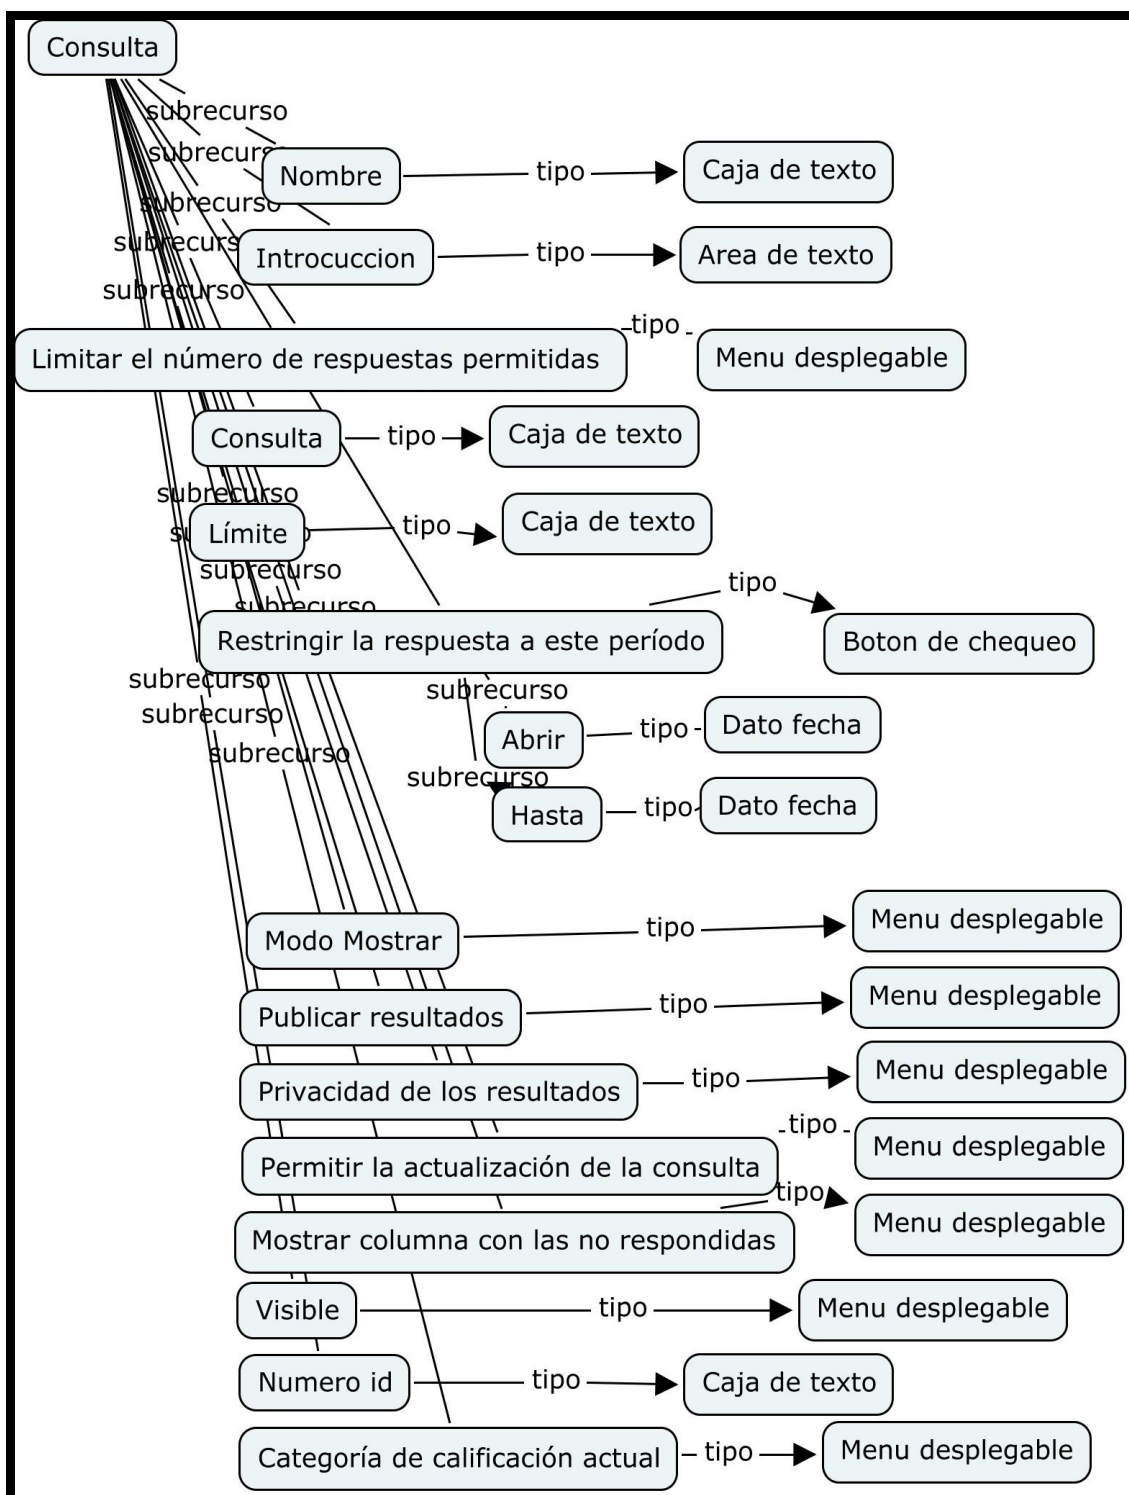 Consulta
subrecurso
subrecurso
Nombre tipo Caja de texto
subrecurso
subrecurso
Introcuccion tipo Area de texto
subrecurso
tipo
Limitar el número de respuestas permitidas Menu desplegable
Consulta tipo Caja de texto
subrecurso
Límite tipo Caja de texto
subrecurso
subrecurso
tipo
Restringir la respuesta a este período Boton de chequeo
subrecurso
subrecurso
subrecurso
Abrir tipo Dato fecha
subrecurso
subrecurso
Hasta tipo Dato fecha
Modo Mostrar tipo Menu desplegable
Publicar resultados tipo Menu desplegable
Privacidad de los resultados tipo Menu desplegable
tipo
Permitir la actualización de la consulta Menu desplegable
tipo
Mostrar columna con las no respondidas Menu desplegable
Visible tipo Menu desplegable
Numero id tipo Caja de texto
Categoría de calificación actual tipo Menu desplegable